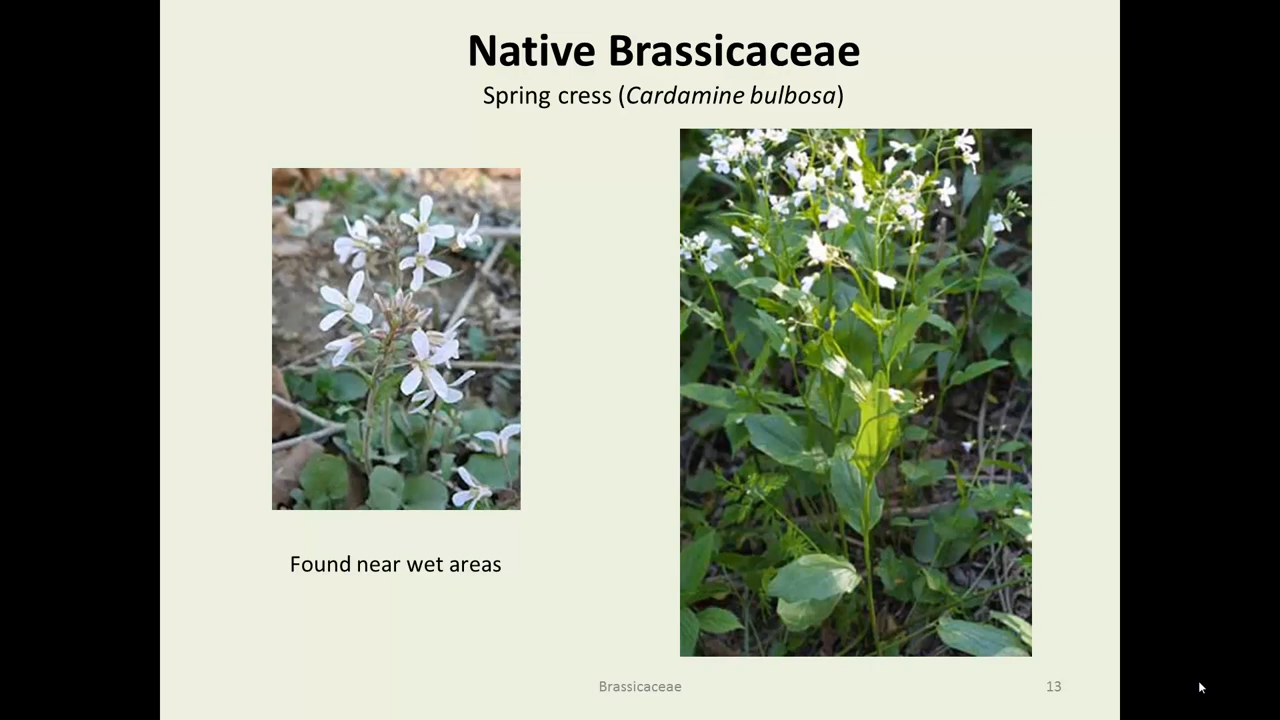 Native Brassicaceae
Spring cress (Cardamine bulbosa)
Found near wet areas
Brassicaceae
13